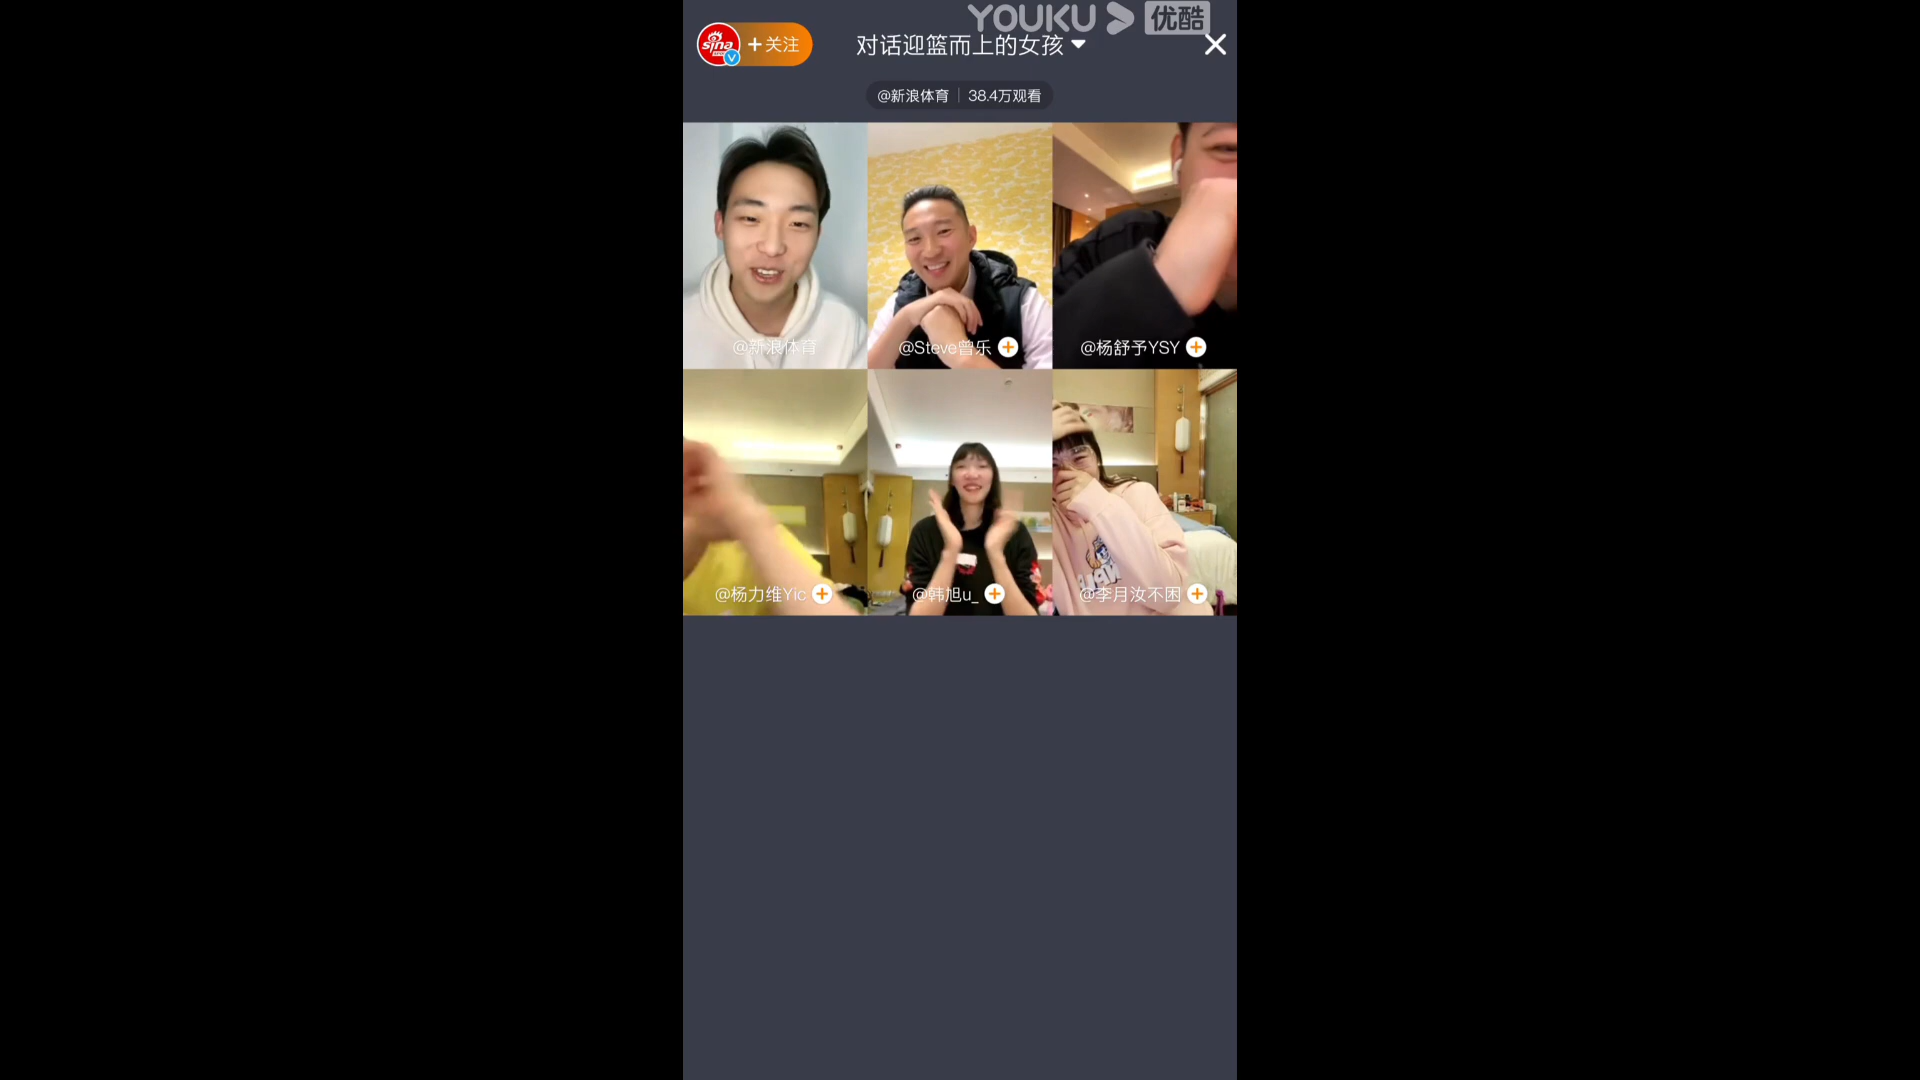 YOUKU 优酷
sina
V
+关注
对话迎篮而上的女孩
@新浪体育 | 38.4万观看
@新浪体育
@Steve曾乐
@杨舒予YSY
@杨力维Yic
@韩旭u_
@李月汝不困